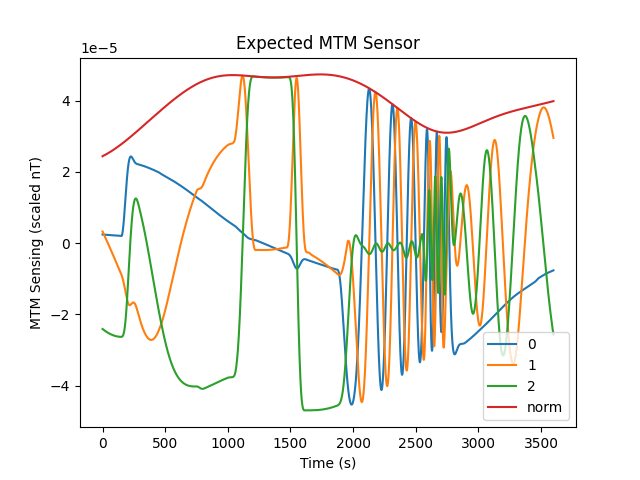 Expected MTM Sensor
1e−5
MTM Sensing (scaled nT)
4
2
0
−2
−4
0
1
2
norm
0 500 1000 1500 2000 2500 3000 3500
Time (s)